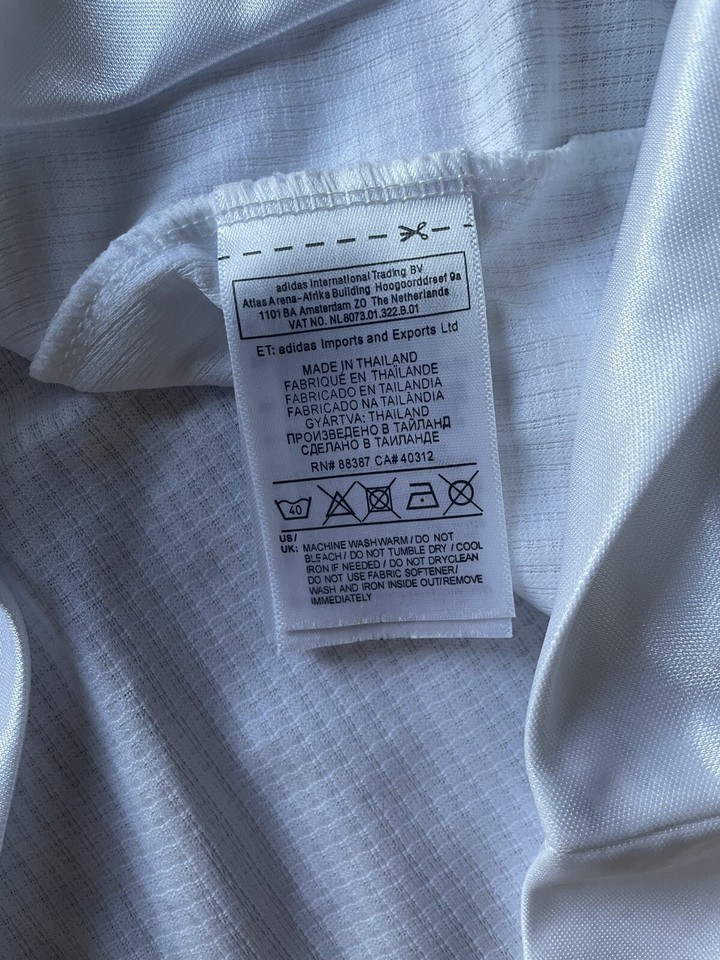 adidas International Trading BV
Atlas Arena-Afrika Building Hoogoorddreef 9a
1101 BA Amsterdam ZO The Netherlands
VAT NO. NL8073.01.322.B.01
ET: adidas Imports and Exports Ltd
MADE IN THAILAND
FABRIQUÉ EN THAÏLANDE
FABRICADO EN TAILANDIA
FABRICADO NA TAILÂNDIA
GYÁRTVA: THAILAND
ПРОИЗВЕДЕНО В ТАЙЛАНД
СДЕЛАНО В ТАИЛАНДЕ
RN# 88387 CA# 40312
40
US/
UK: MACHINE WASH WARM / DO NOT
BLEACH / DO NOT TUMBLE DRY / COOL
IRON IF NEEDED / DO NOT DRYCLEAN
DO NOT USE FABRIC SOFTENER/
WASH AND IRON INSIDE OUT/REMOVE
IMMEDIATELY